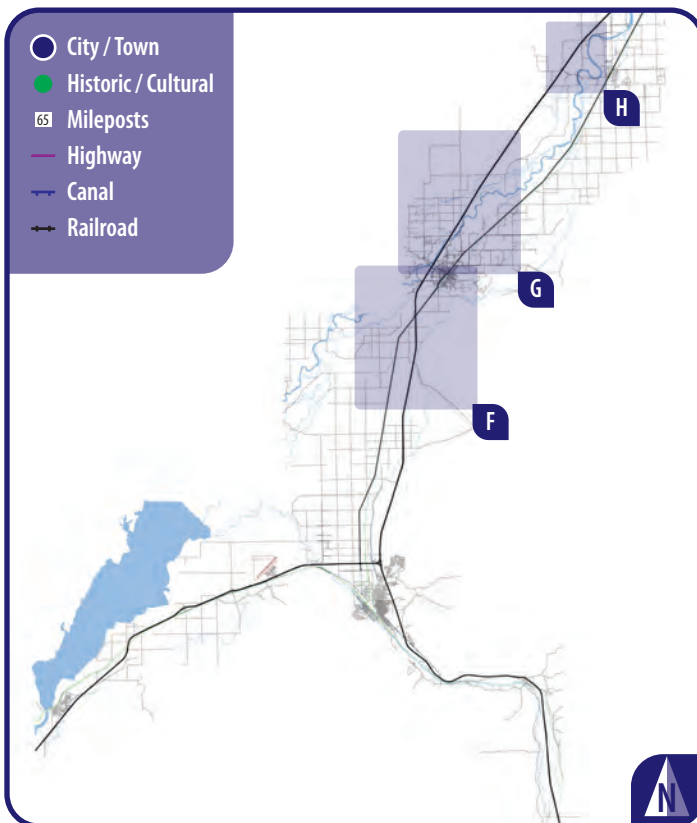 City / Town
Historic / Cultural
65 Mileposts
Highway
Canal
Railroad
H
G
F
N